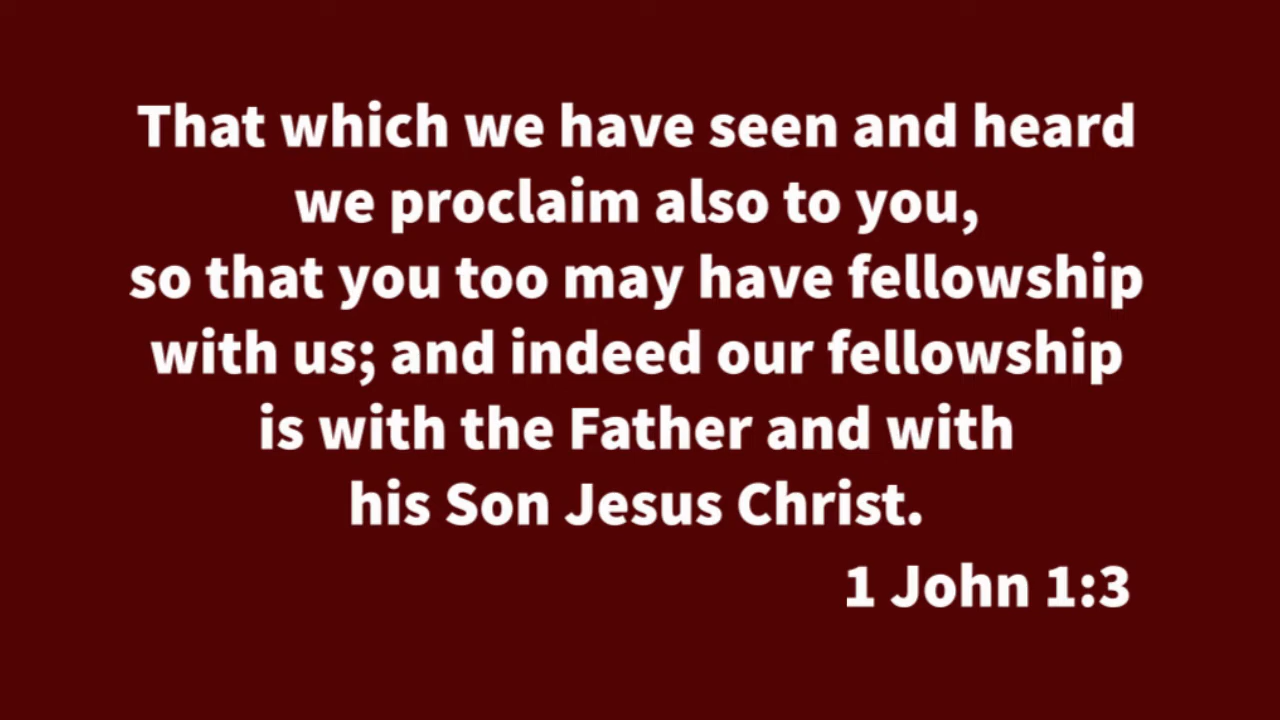 That which we have seen and heard
we proclaim also to you,
so that you too may have fellowship
with us; and indeed our fellowship
is with the Father and with
his Son Jesus Christ.
1 John 1:3